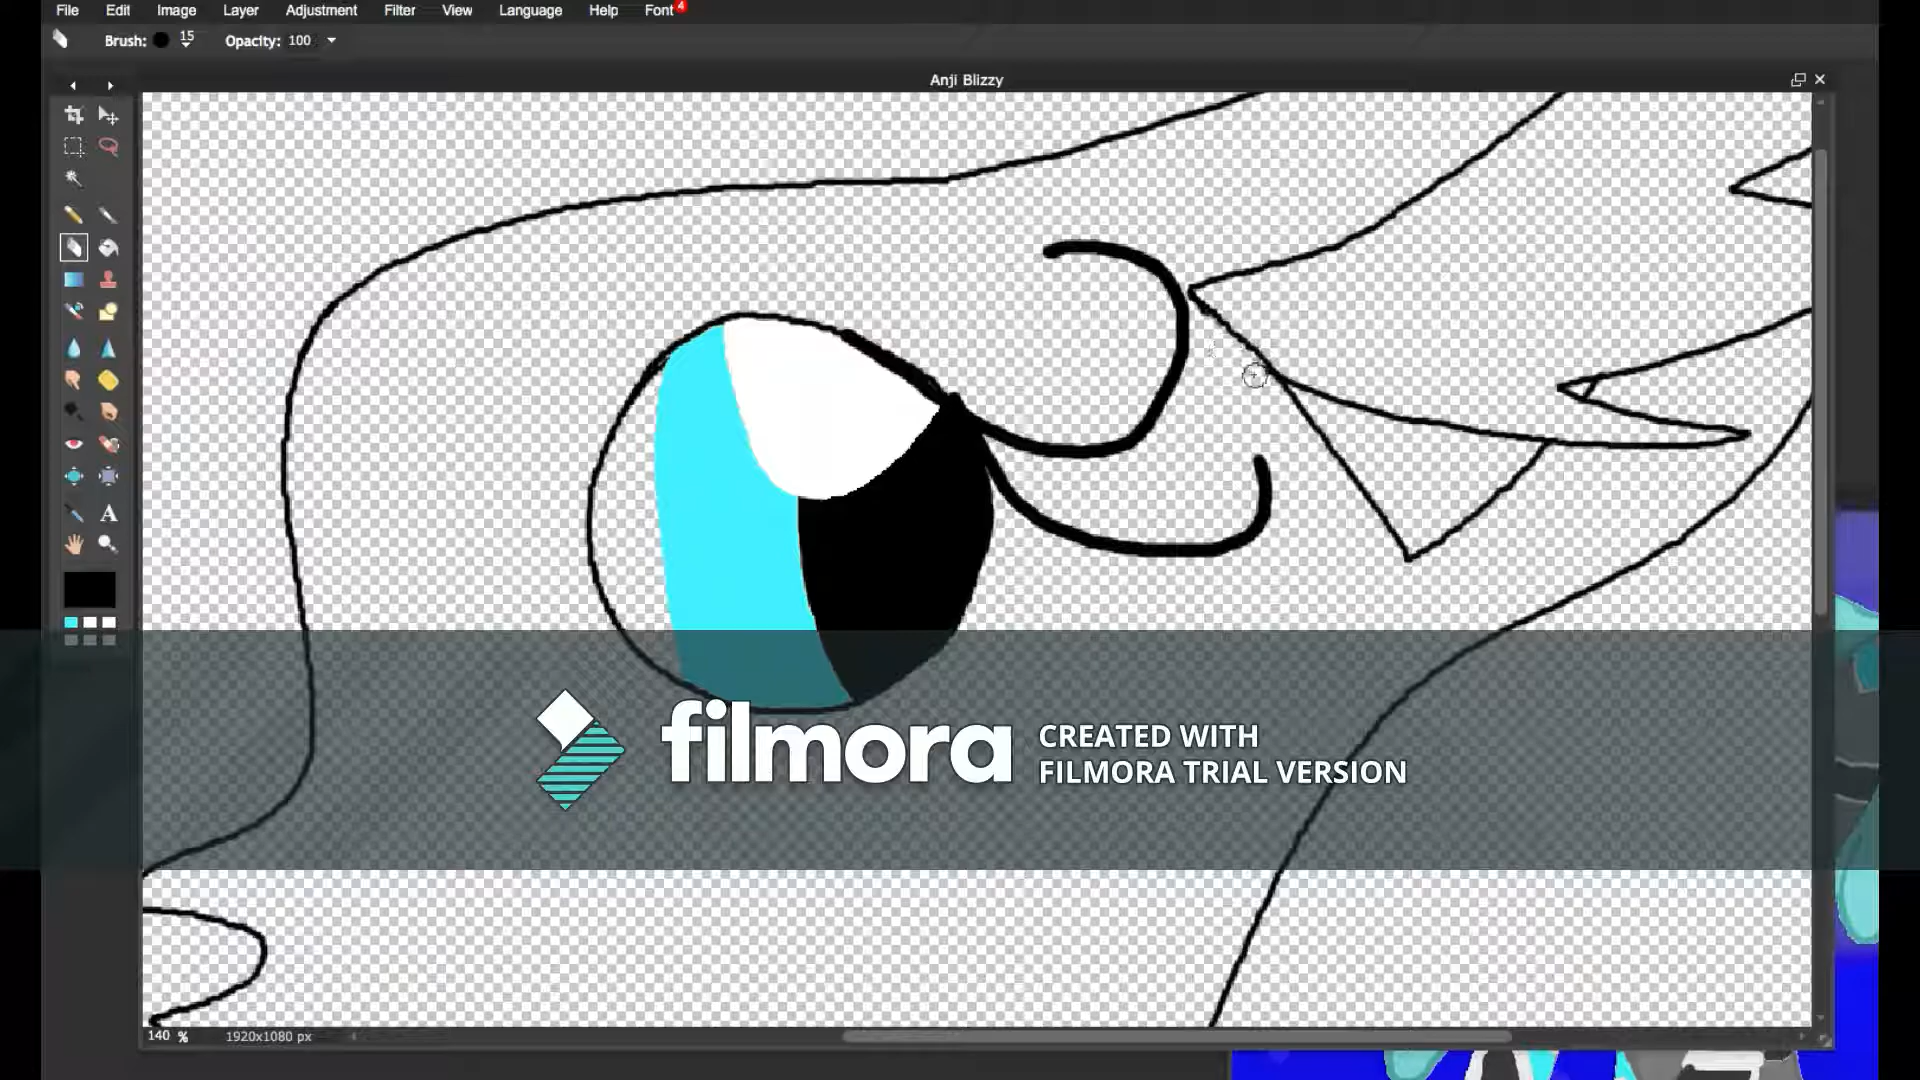 File Edit Image Layer Adjustment Filter View Language Help Font 4
Brush: 15 Opacity: 100
Anji Blizzy
A
filmora CREATED WITH
FILMORA TRIAL VERSION
140 % 1920x1080 px